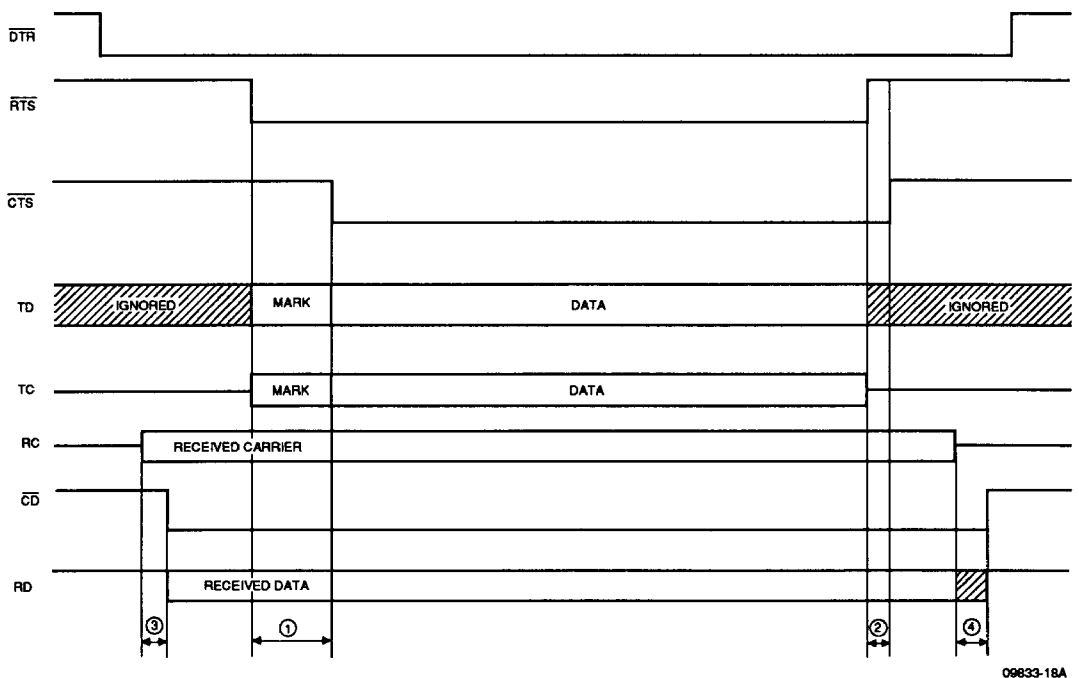 DTR
RTS
CTS
TD IGNORED MARK DATA IGNORED
TC MARK DATA
RC RECEIVED CARRIER
CD
RD RECEIVED DATA
③ ① ② ④
09833-18A